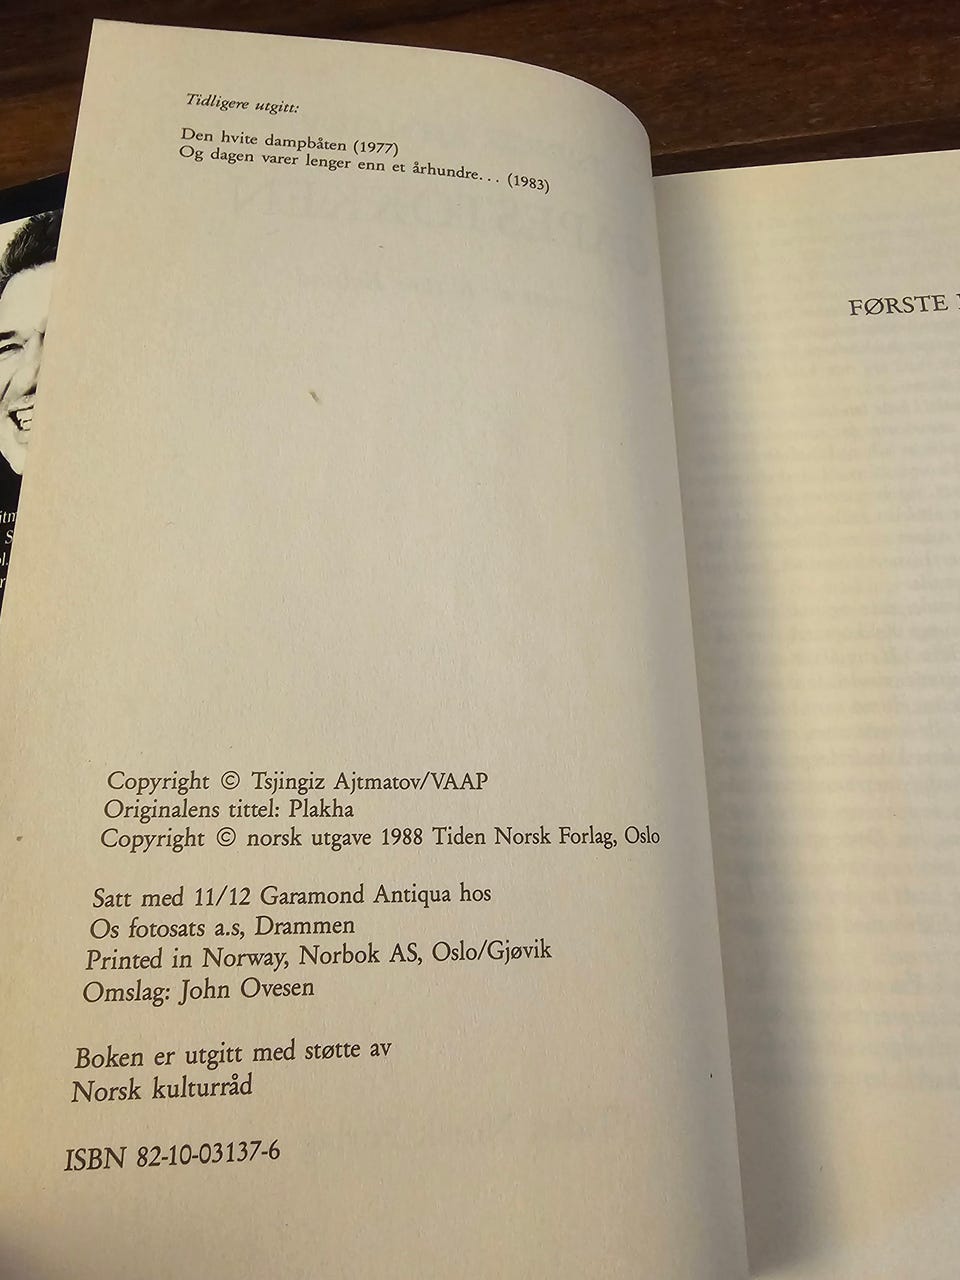 Tidligere utgitt:
Den hvite dampbåten (1977)
Og dagen varer lenger enn et århundre... (1983)
FØRSTE
Copyright © Tsjingiz Ajtmatov/VAAP
Originalens tittel: Plakha
Copyright © norsk utgave 1988 Tiden Norsk Forlag, Oslo
Satt med 11/12 Garamond Antiqua hos
Os fotosats a.s, Drammen
Printed in Norway, Norbok AS, Oslo/Gjøvik
Omslag: John Ovesen
Boken er utgitt med støtte av
Norsk kulturråd
ISBN 82-10-03137-6